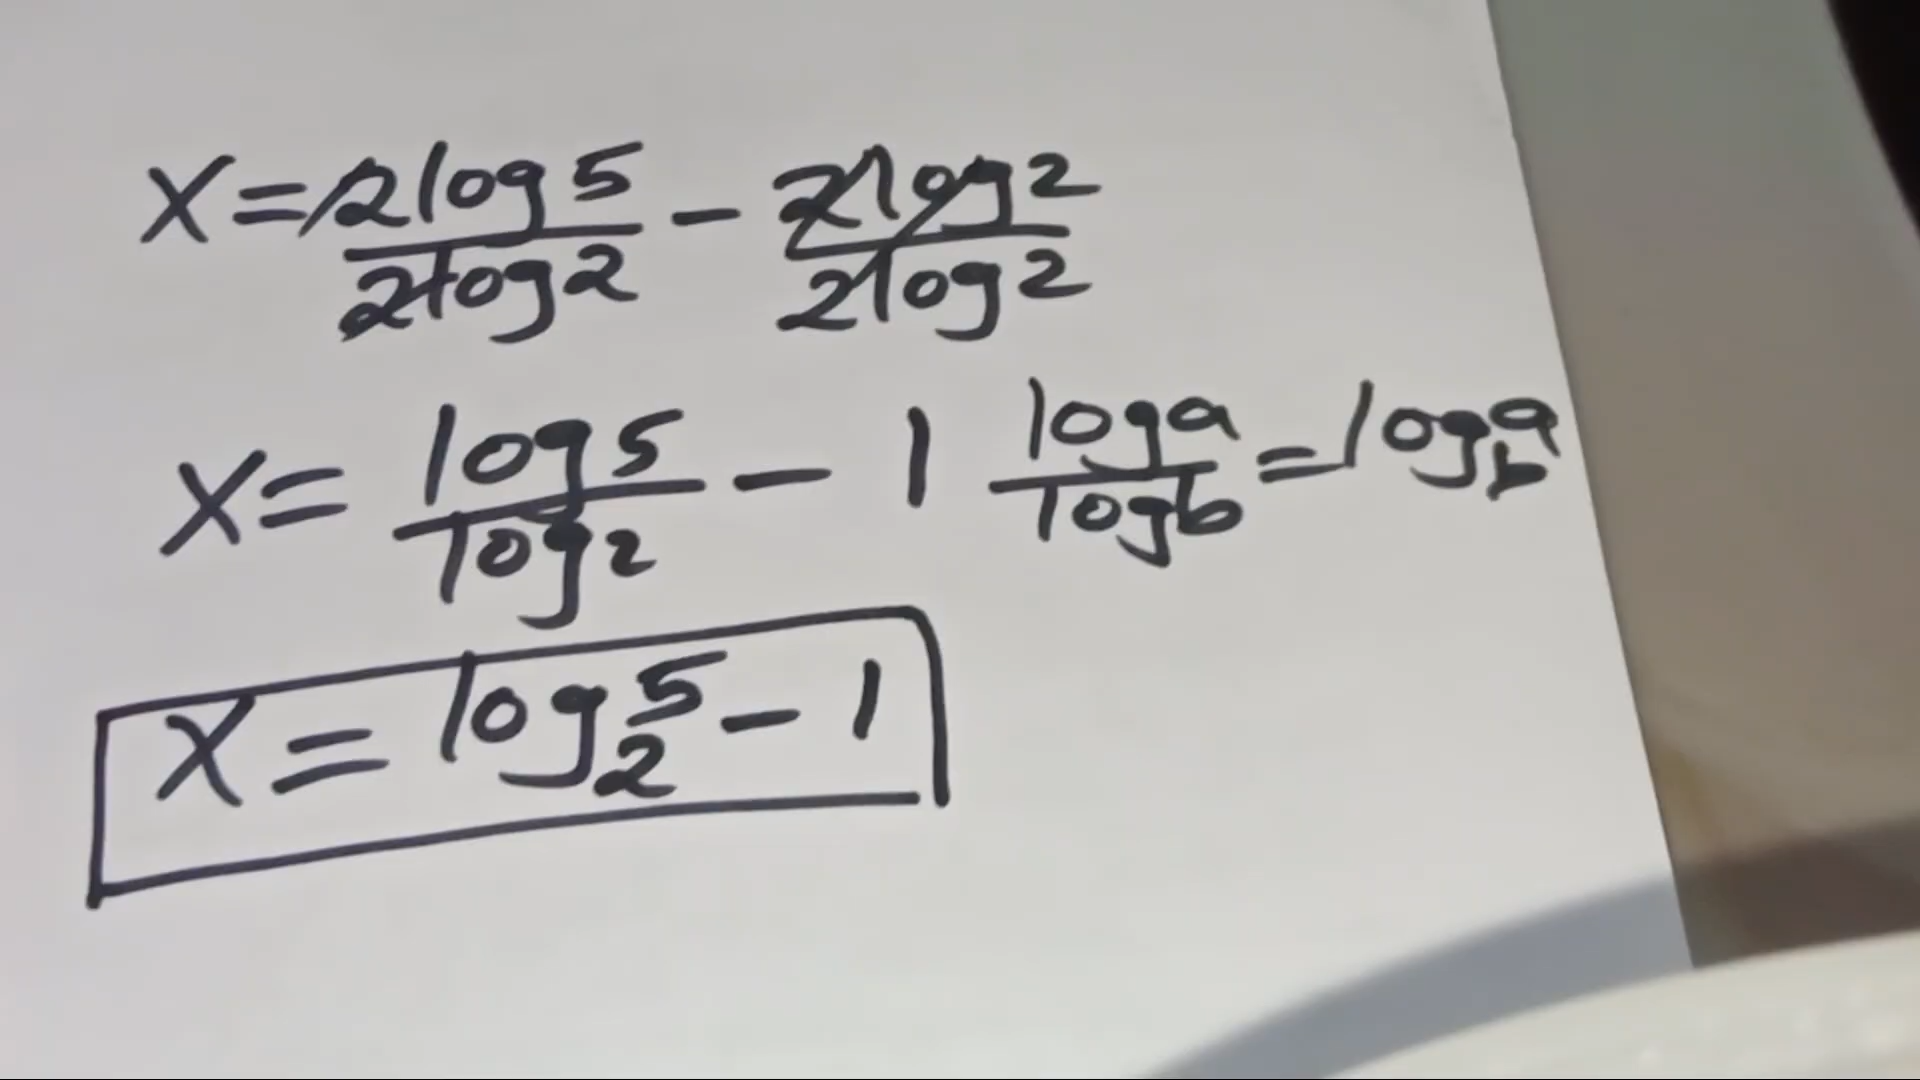 X = 2log5/2log2 - 2log2/2log2
X = log5/log2 - 1 loga/logb = log_b^a
X = log_2^5 - 1